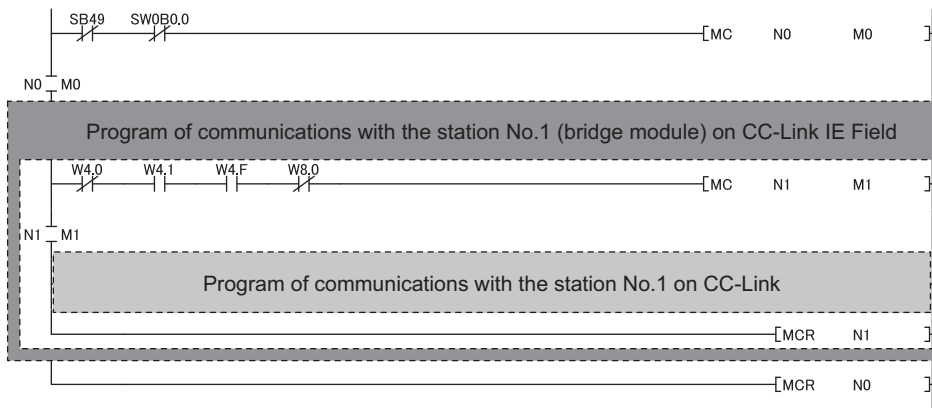 SB49 SW0B0.0
[MC N0 M0 ]
N0 M0
Program of communications with the station No.1 (bridge module) on CC-Link IE Field
W4.0 W4.1 W4.F W8.0
[MC N1 M1 ]
N1 M1
Program of communications with the station No.1 on CC-Link
[MCR N1 ]
[MCR N0 ]